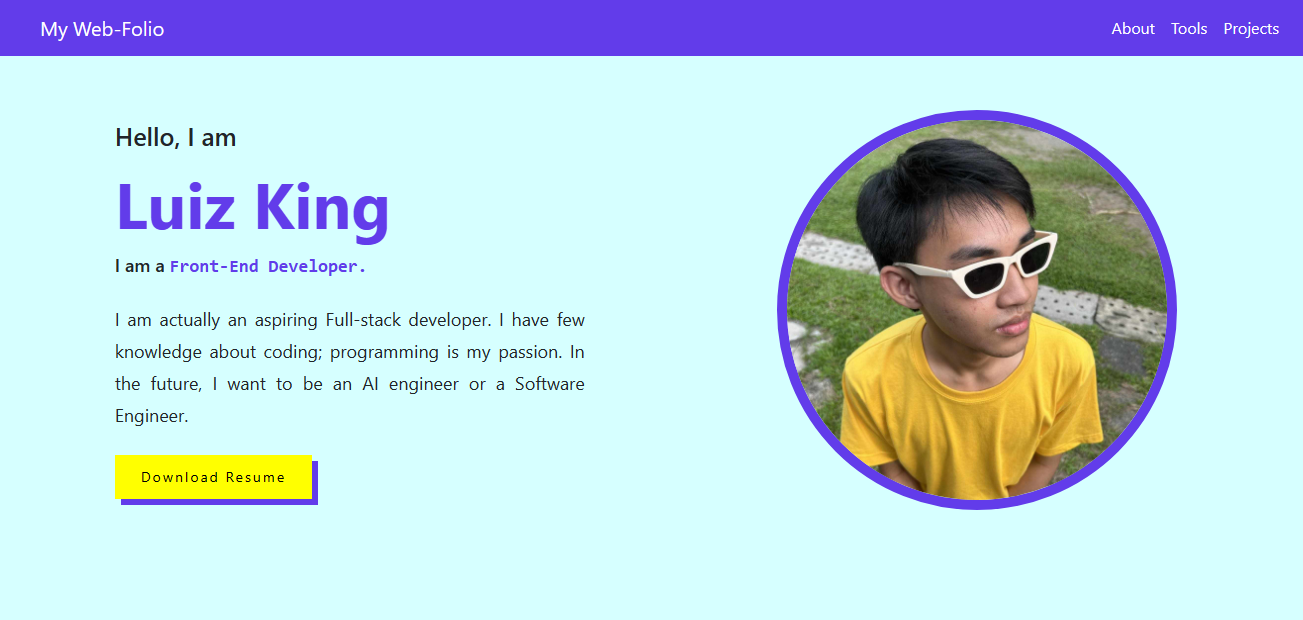 My Web-Folio
About Tools Projects
Hello, I am
Luiz King
I am a Front-End Developer.
I am actually an aspiring Full-stack developer. I have few
knowledge about coding; programming is my passion. In
the future, I want to be an AI engineer or a Software
Engineer.
Download Resume